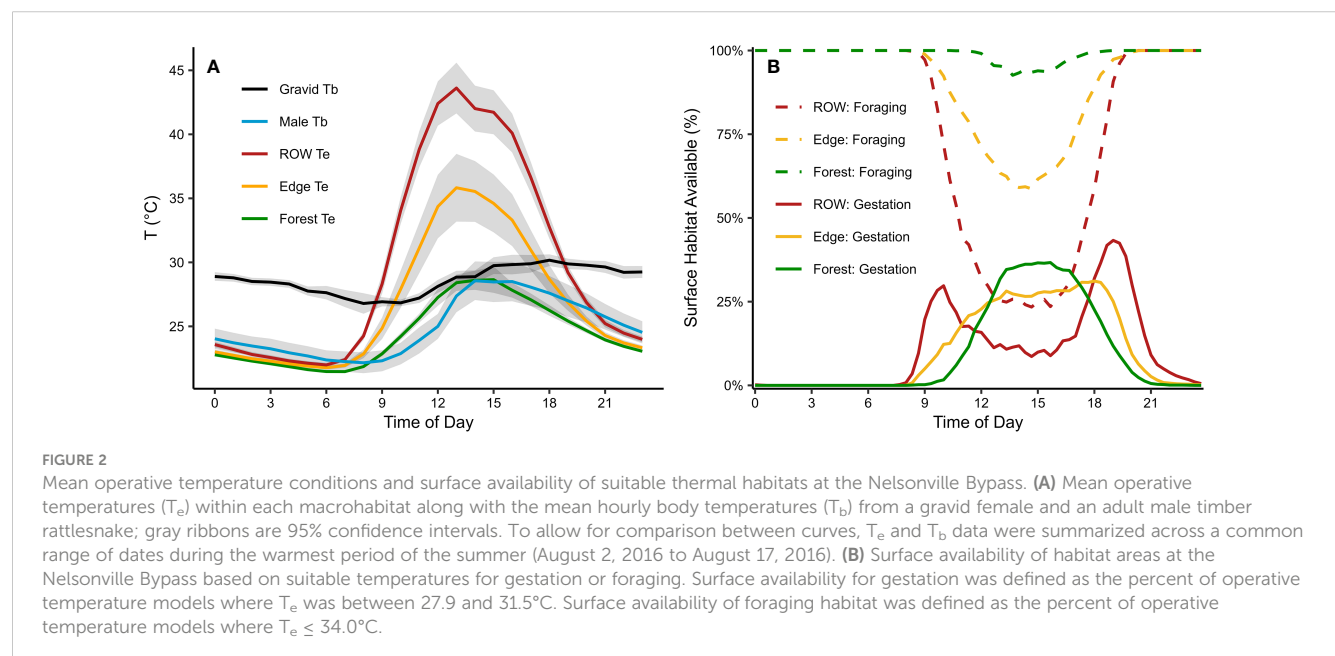 A
45
40
35
30
25
T (°C)
Gravid Tb
Male Tb
ROW Te
Edge Te
Forest Te
0 3 6 9 12 15 18 21
Time of Day
B
100%
75%
50%
25%
0%
Surface Habitat Available (%)
ROW: Foraging
Edge: Foraging
Forest: Foraging
ROW: Gestation
Edge: Gestation
Forest: Gestation
0 3 6 9 12 15 18 21
Time of Day
FIGURE 2
Mean operative temperature conditions and surface availability of suitable thermal habitats at the Nelsonville Bypass. (A) Mean operative
temperatures (Te) within each macrohabitat along with the mean hourly body temperatures (Tb) from a gravid female and an adult male timber
rattlesnake; gray ribbons are 95% confidence intervals. To allow for comparison between curves, Te and Tb data were summarized across a common
range of dates during the warmest period of the summer (August 2, 2016 to August 17, 2016). (B) Surface availability of habitat areas at the
Nelsonville Bypass based on suitable temperatures for gestation or foraging. Surface availability for gestation was defined as the percent of operative
temperature models where Te was between 27.9 and 31.5°C. Surface availability of foraging habitat was defined as the percent of operative
temperature models where Te ≤ 34.0°C.